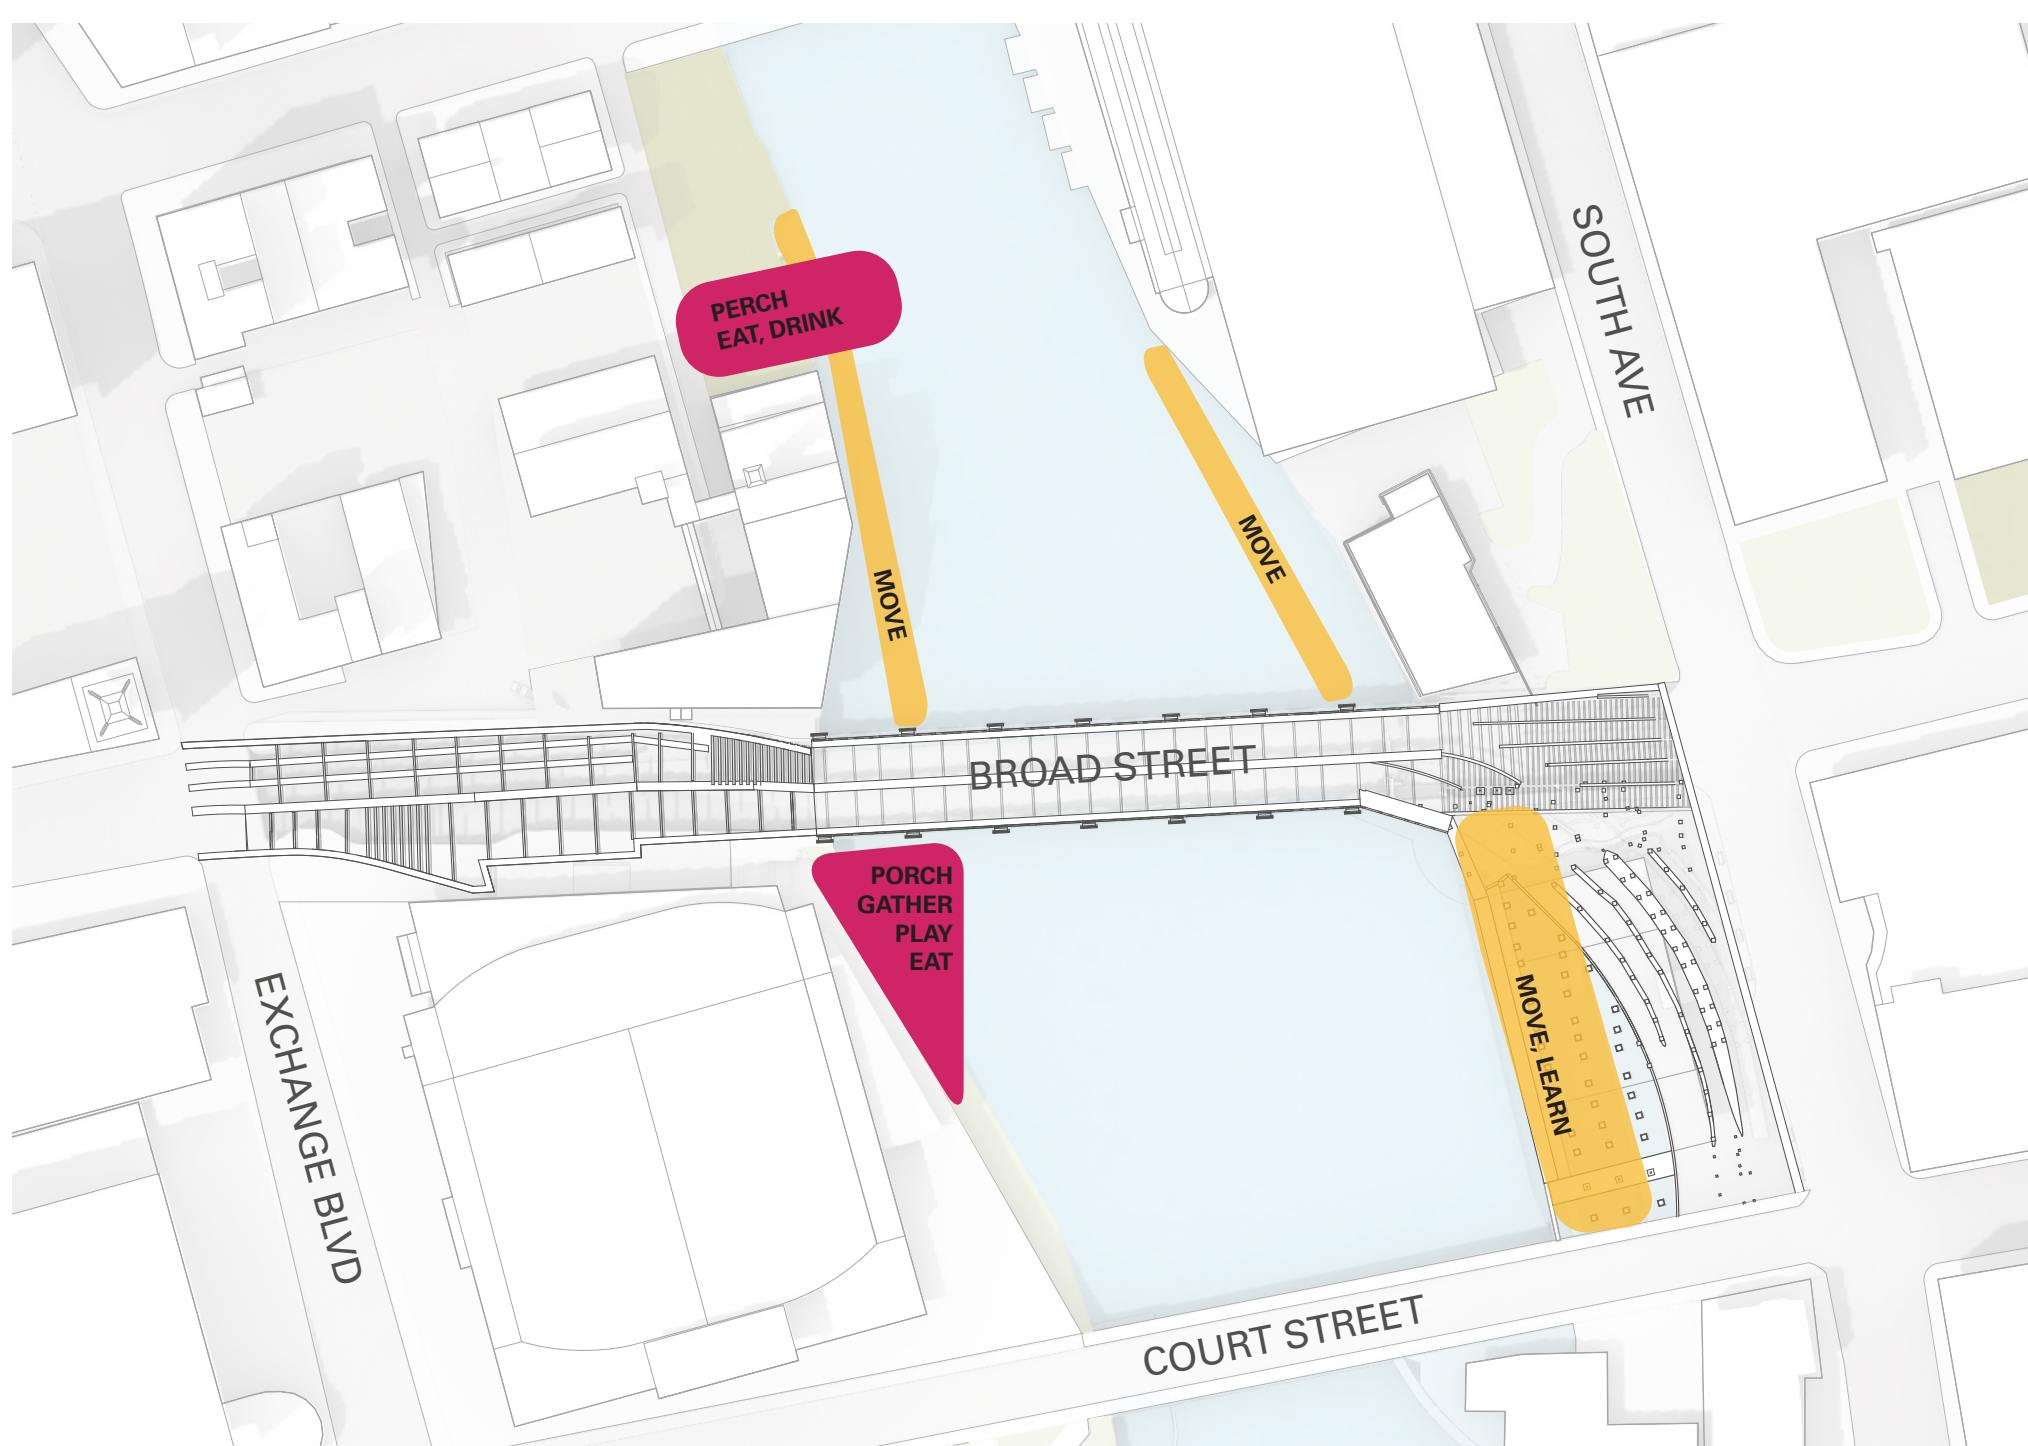 SOUTH AVE
PERCH
EAT, DRINK
MOVE
MOVE
BROAD STREET
PORCH
GATHER
PLAY
EAT
MOVE, LEARN
EXCHANGE BLVD
COURT STREET